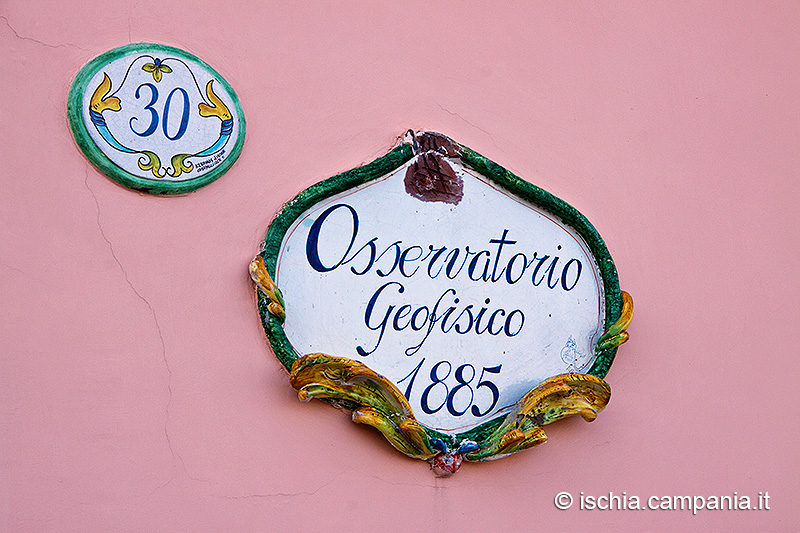 30
Osservatorio
Geofisico
1885
© ischia.campania.it